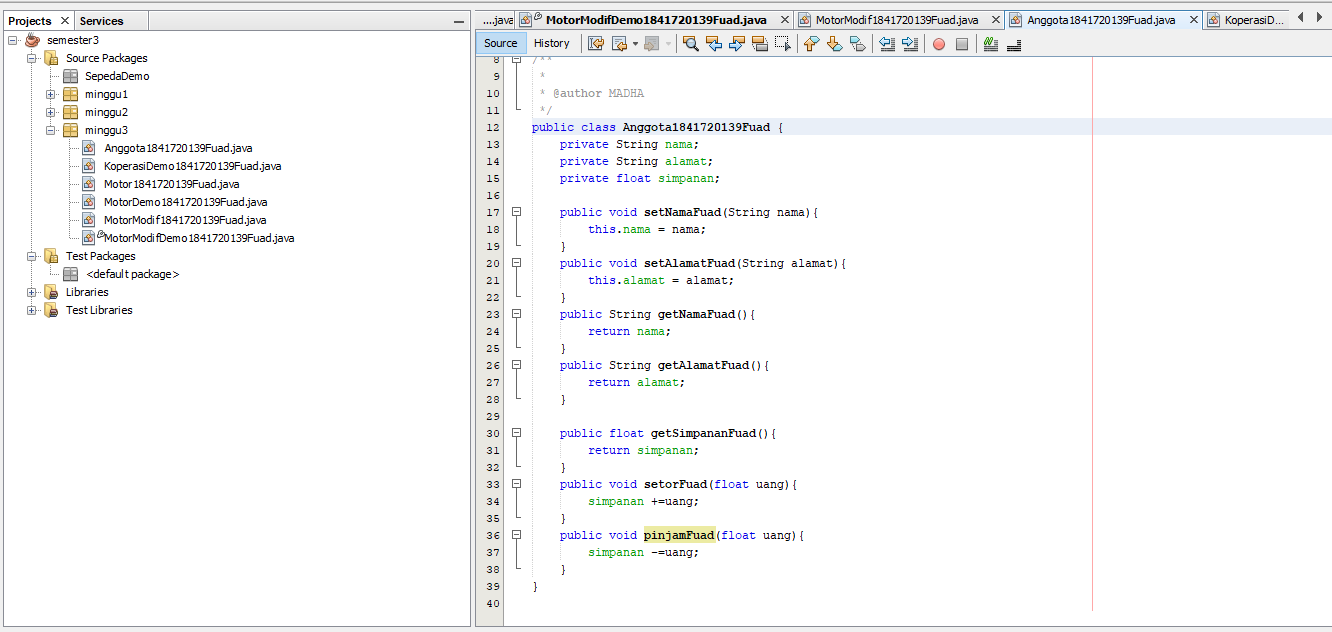 Projects
Services
semester3
Source Packages
SepedaDemo
minggu1
minggu2
minggu3
Anggota1841720139Fuad.java
KoperasiDemo1841720139Fuad.java
Motor1841720139Fuad.java
MotorDemo1841720139Fuad.java
MotorModif1841720139Fuad.java
MotorModifDemo1841720139Fuad.java
Test Packages
<default package>
Libraries
Test Libraries
....java MotorModifDemo1841720139Fuad.java MotorModif1841720139Fuad.java Anggota1841720139Fuad.java KoperasiD...
Source History
8 /**
9 *
10 * @author MADHA
11 */
12 public class Anggota1841720139Fuad {
13 private String nama;
14 private String alamat;
15 private float simpanan;
16
17 public void setNamaFuad(String nama){
18 this.nama = nama;
19 }
20 public void setAlamatFuad(String alamat){
21 this.alamat = alamat;
22 }
23 public String getNamaFuad(){
24 return nama;
25 }
26 public String getAlamatFuad(){
27 return alamat;
28 }
29
30 public float getSimpananFuad(){
31 return simpanan;
32 }
33 public void setorFuad(float uang){
34 simpanan +=uang;
35 }
36 public void pinjamFuad(float uang){
37 simpanan -=uang;
38 }
39 }
40